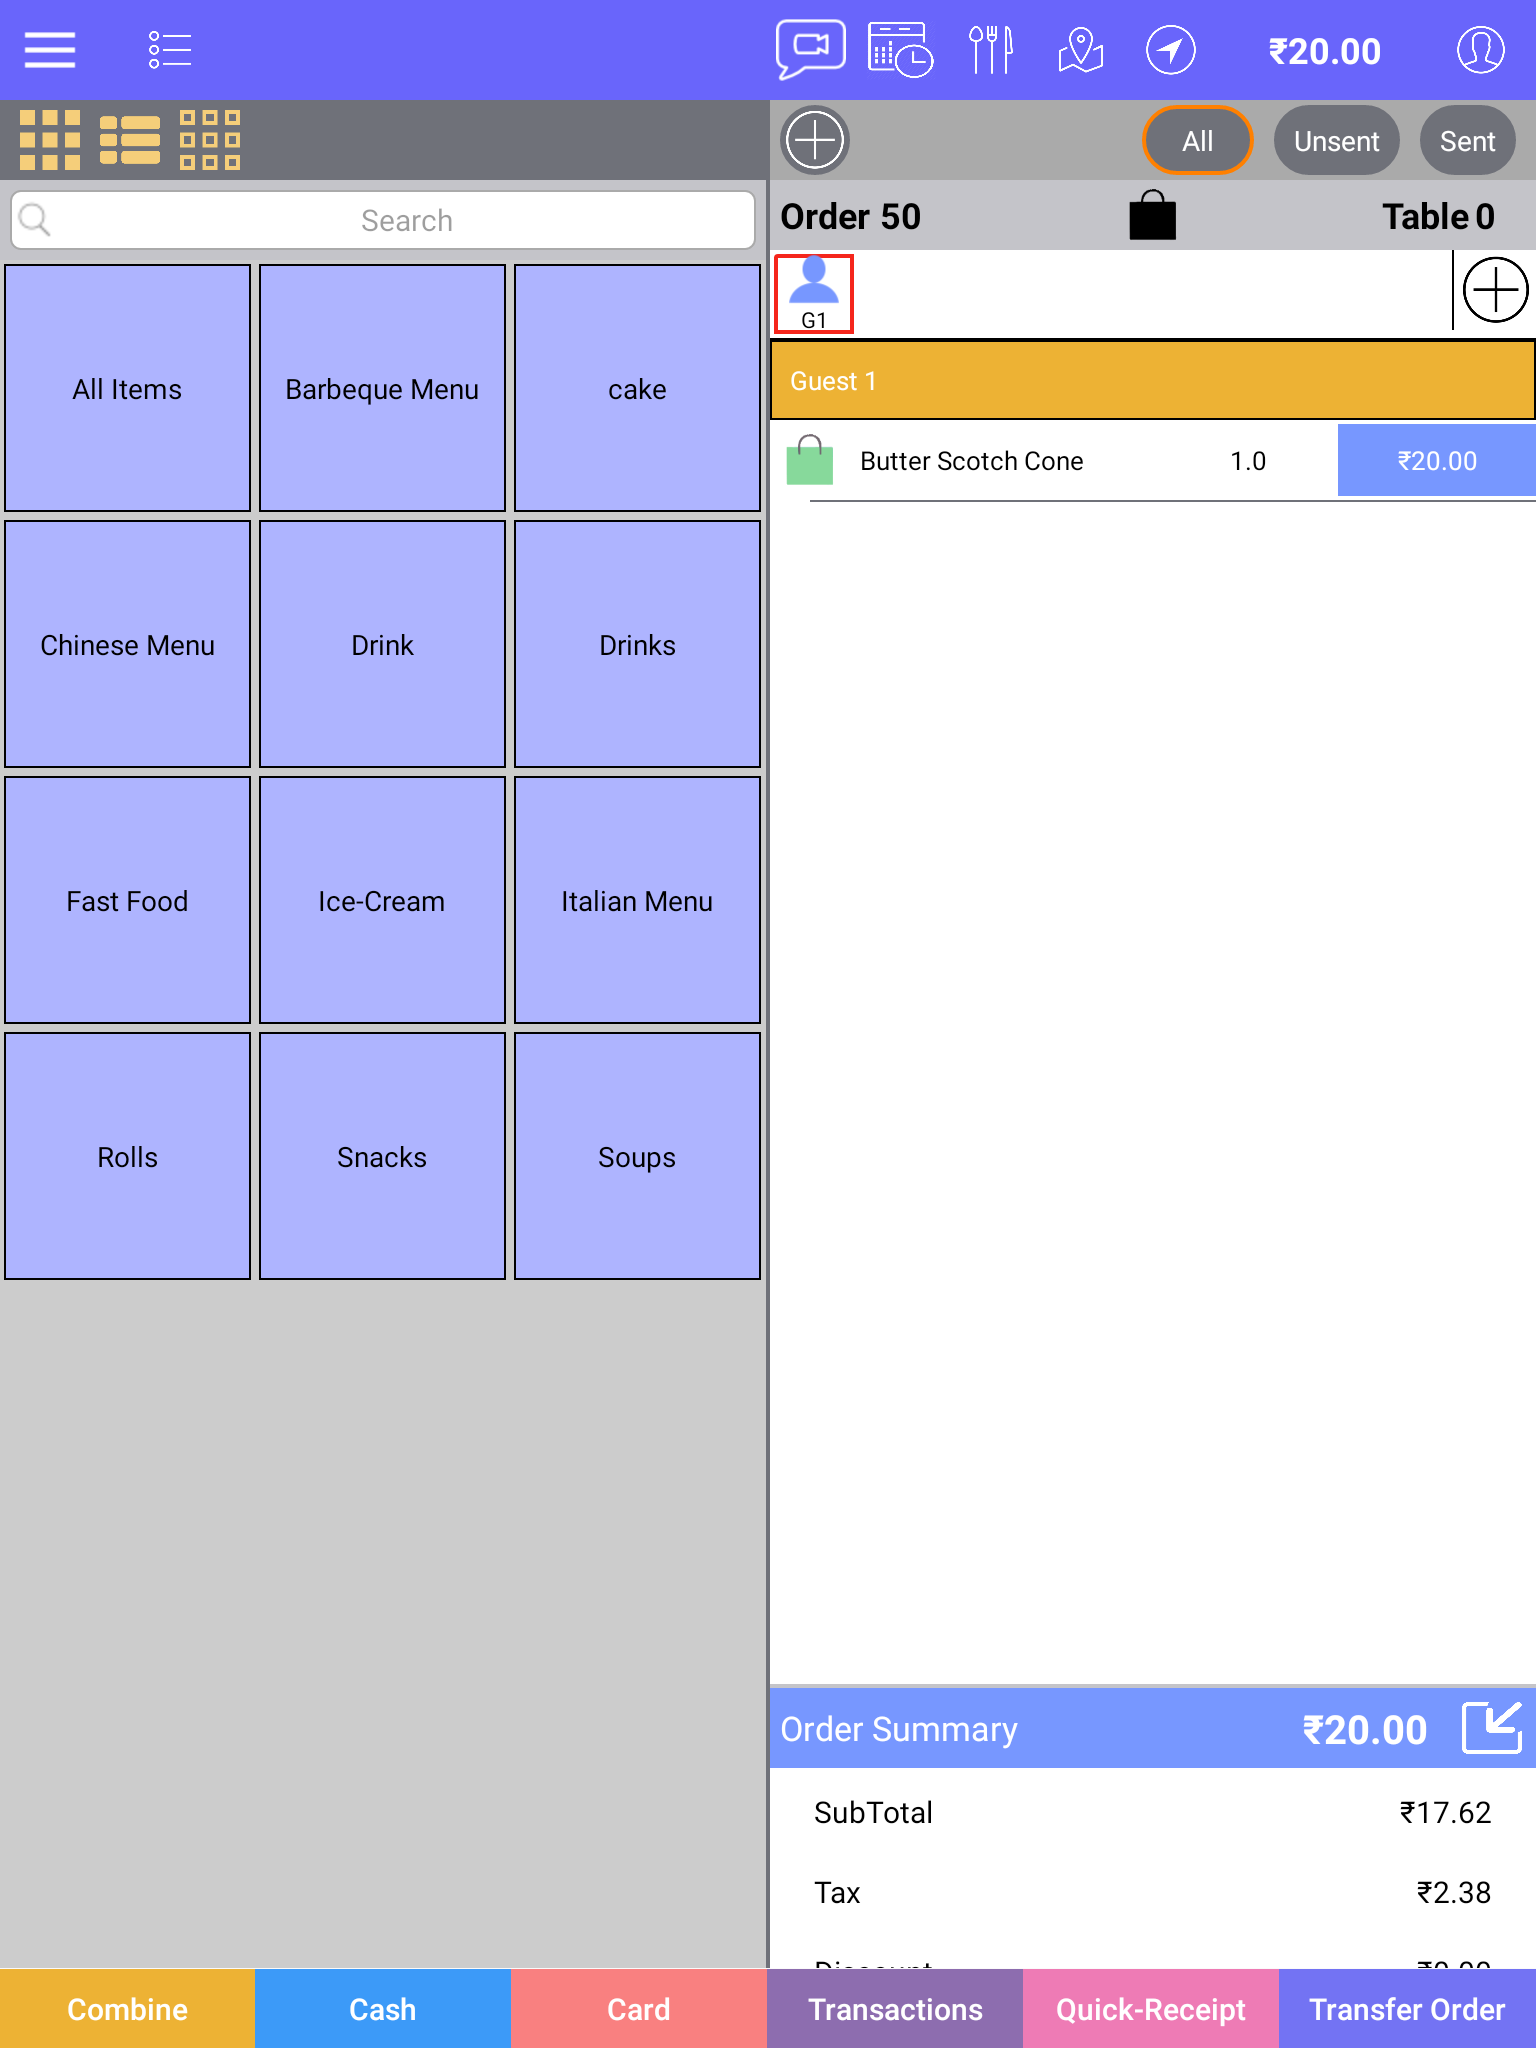 ₹20.00
All
Unsent
Sent
Search
Order 50
Table 0
G1
Guest 1
Butter Scotch Cone 1.0 ₹20.00
All Items
Barbeque Menu
cake
Chinese Menu
Drink
Drinks
Fast Food
Ice-Cream
Italian Menu
Rolls
Snacks
Soups
Order Summary ₹20.00
SubTotal ₹17.62
Tax ₹2.38
Combine
Cash
Card
Transactions
Quick-Receipt
Transfer Order